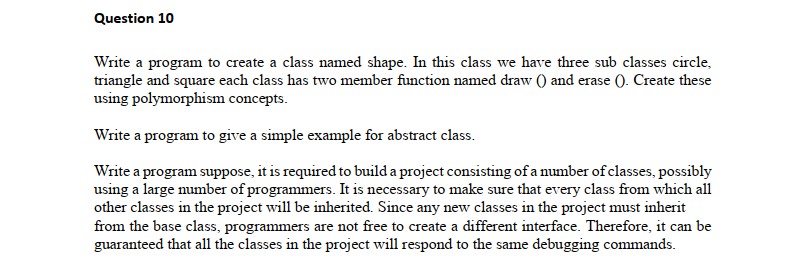 Question 10
Write a program to create a class named shape. In this class we have three sub classes circle,
triangle and square each class has two member function named draw () and erase (). Create these
using polymorphism concepts.
Write a program to give a simple example for abstract class.
Write a program suppose, it is required to build a project consisting of a number of classes, possibly
using a large number of programmers. It is necessary to make sure that every class from which all
other classes in the project will be inherited. Since any new classes in the project must inherit
from the base class, programmers are not free to create a different interface. Therefore, it can be
guaranteed that all the classes in the project will respond to the same debugging commands.